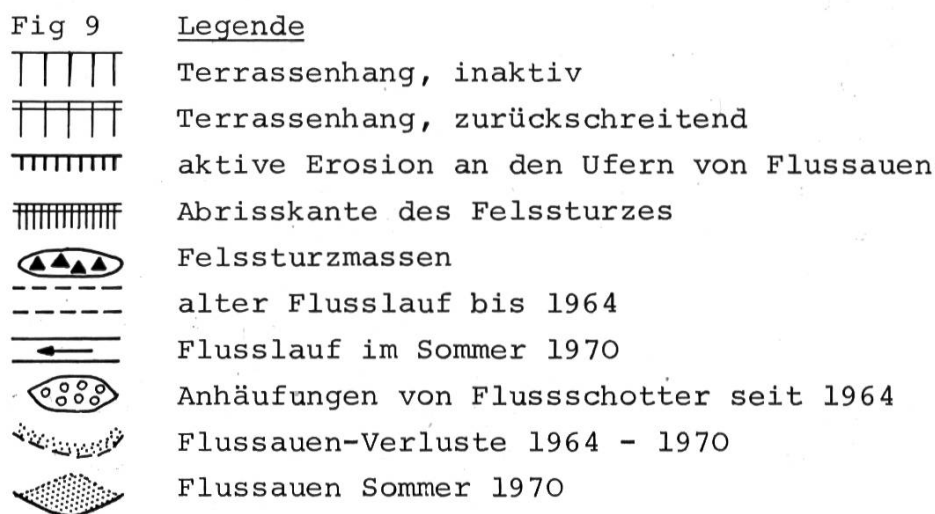 Fig 9 Legende
Terrassenhang, inaktiv
Terrassenhang, zurückschreitend
aktive Erosion an den Ufern von Flussauen
Abrisskante des Felssturzes
Felssturzmassen
alter Flusslauf bis 1964
Flusslauf im Sommer 1970
Anhäufungen von Flussschotter seit 1964
Flussauen-Verluste 1964 - 1970
Flussauen Sommer 1970